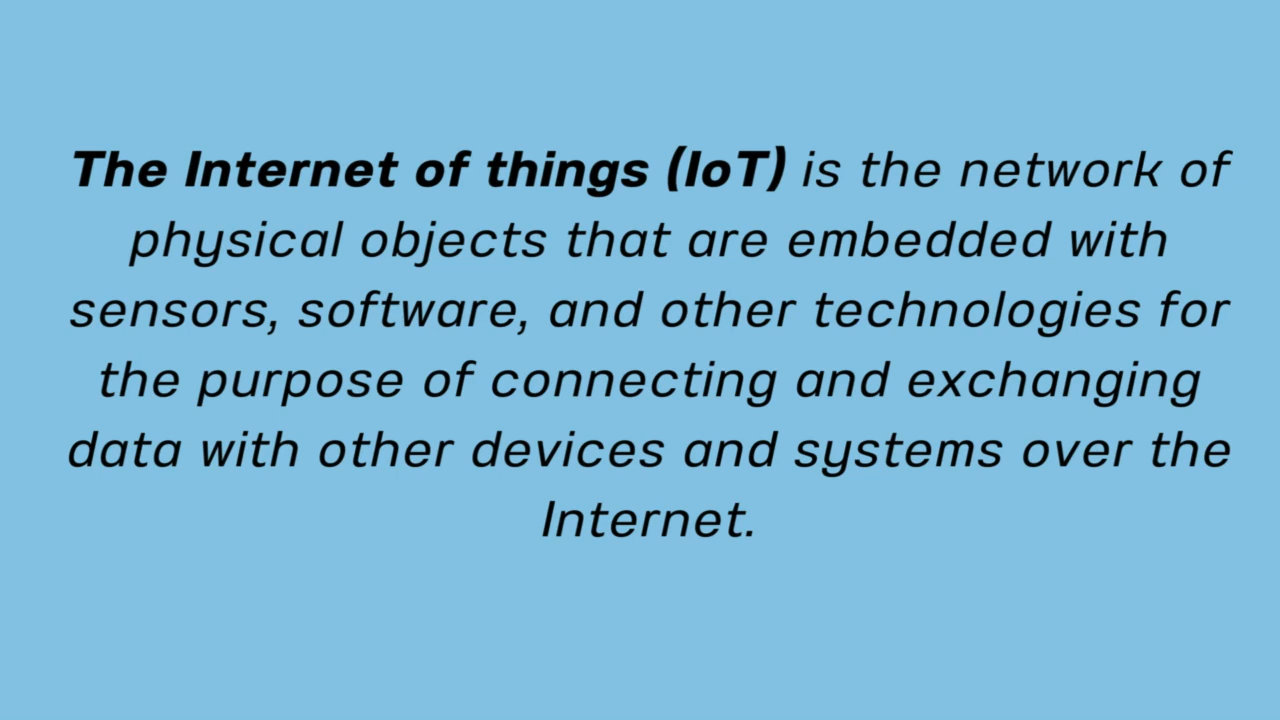 The Internet of things (IoT) is the network of
physical objects that are embedded with
sensors, software, and other technologies for
the purpose of connecting and exchanging
data with other devices and systems over the
Internet.